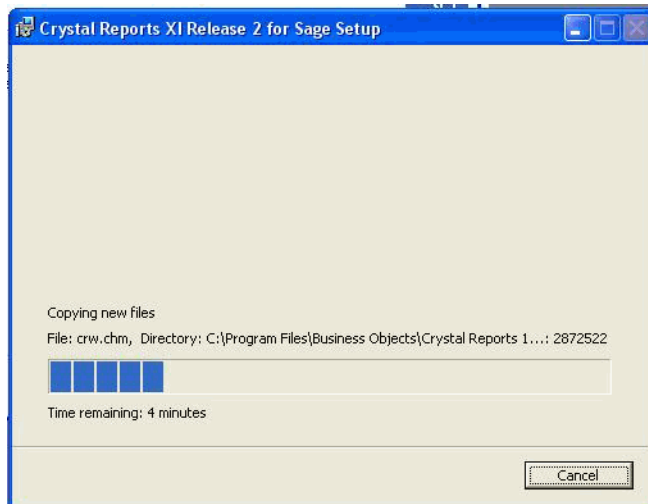 Crystal Reports XI Release 2 for Sage Setup
Copying new files
File: crw.chm, Directory: C:\Program Files\Business Objects\Crystal Reports 1...: 2872522
Time remaining: 4 minutes
Cancel